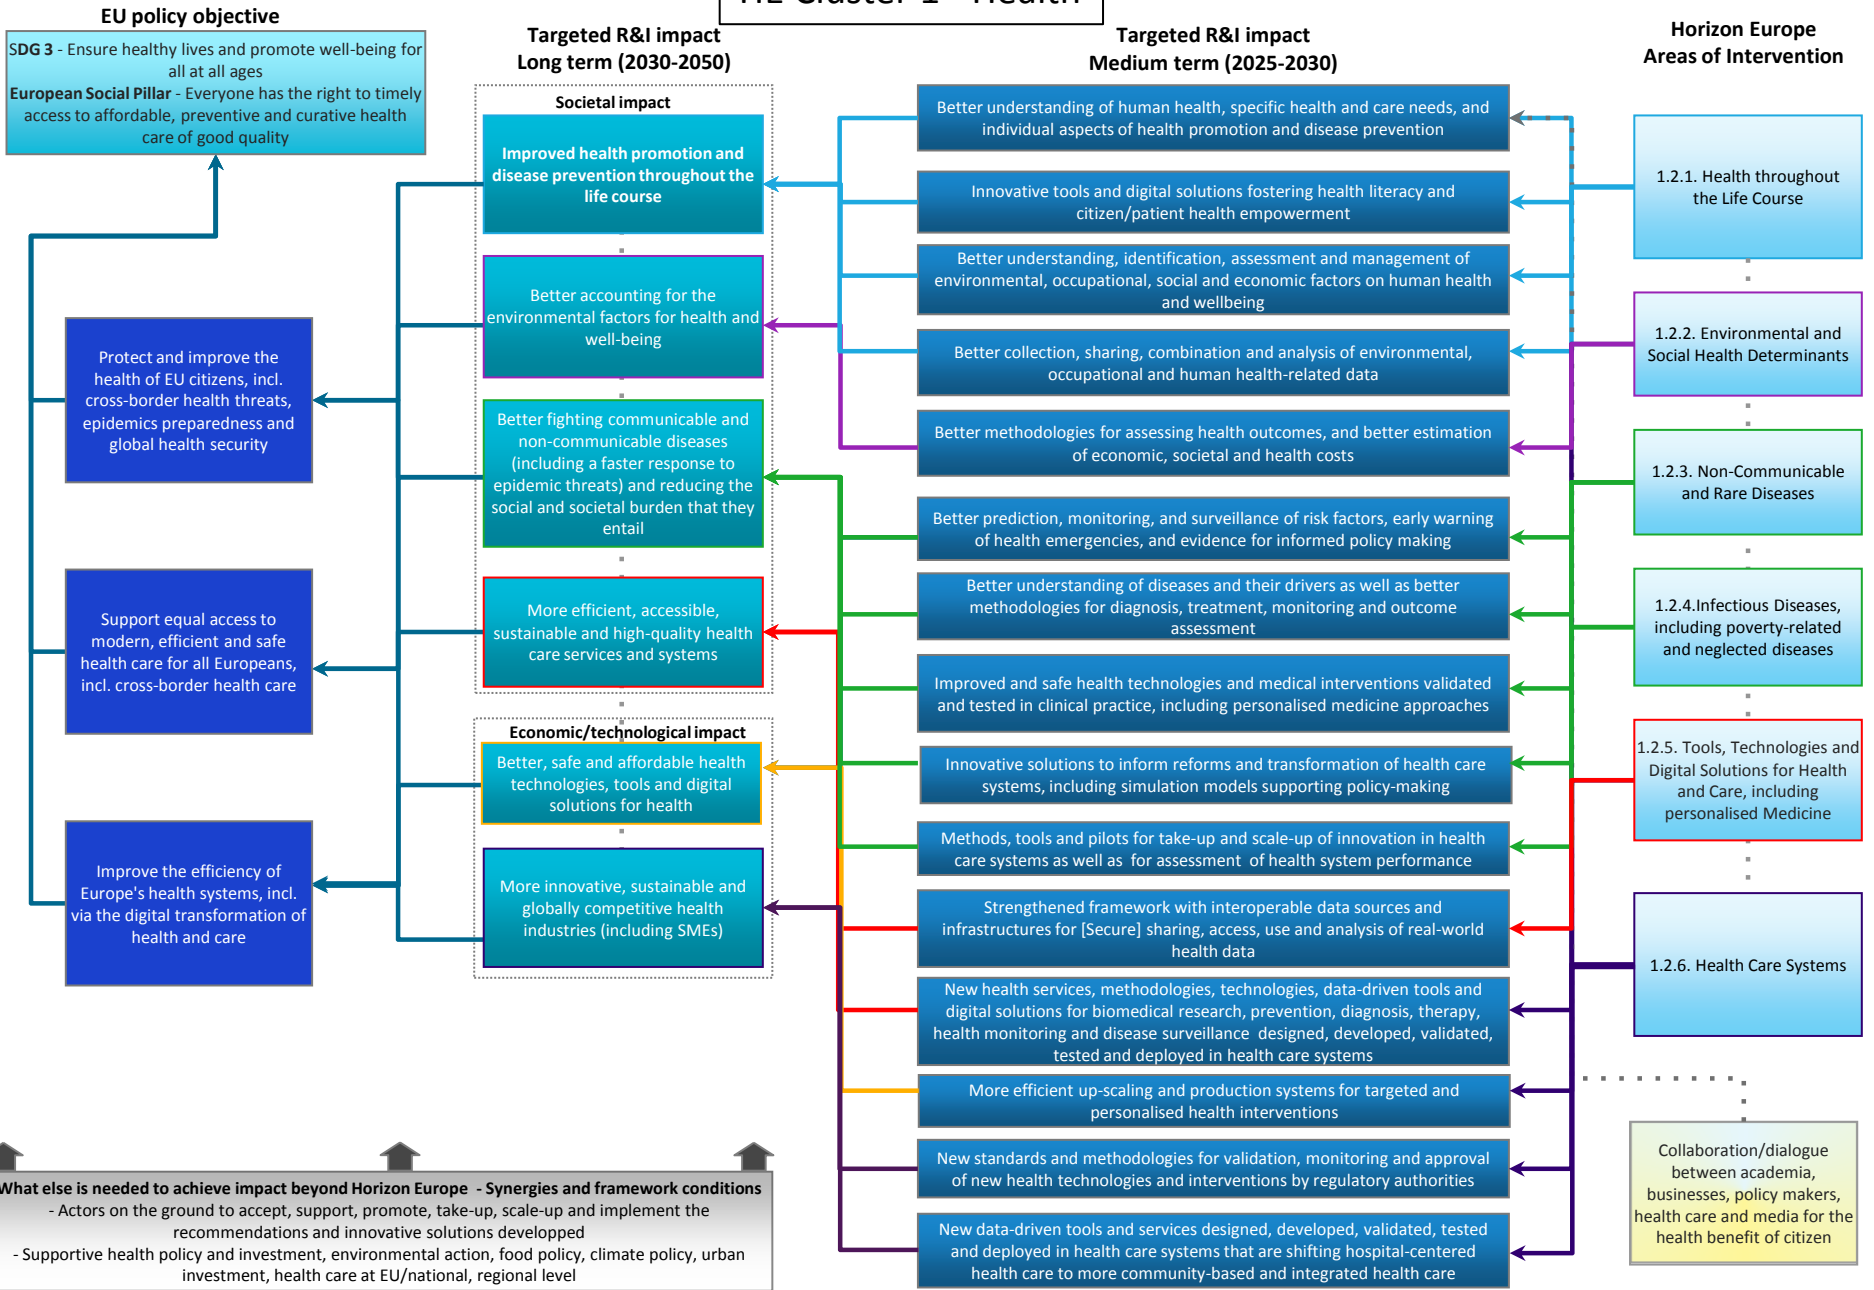 HE Cluster 1 - Health
EU policy objective
SDG 3 - Ensure healthy lives and promote well-being for
all at all ages
European Social Pillar - Everyone has the right to timely
access to affordable, preventive and curative health
care of good quality
Protect and improve the
health of EU citizens, incl.
cross-border health threats,
epidemics preparedness and
global health security
Support equal access to
modern, efficient and safe
health care for all Europeans,
incl. cross-border health care
Improve the efficiency of
Europe's health systems, incl.
via the digital transformation of
health and care
Targeted R&I impact
Long term (2030-2050)
Societal impact
Improved health promotion and
disease prevention throughout the
life course
Better accounting for the
environmental factors for health and
well-being
Better fighting communicable and
non-communicable diseases
(including a faster response to
epidemic threats) and reducing the
social and societal burden that they
entail
More efficient, accessible,
sustainable and high-quality health
care services and systems
Economic/technological impact
Better, safe and affordable health
technologies, tools and digital
solutions for health
More innovative, sustainable and
globally competitive health
industries (including SMEs)
Targeted R&I impact
Medium term (2025-2030)
Better understanding of human health, specific health and care needs, and
individual aspects of health promotion and disease prevention
Innovative tools and digital solutions fostering health literacy and
citizen/patient health empowerment
Better understanding, identification, assessment and management of
environmental, occupational, social and economic factors on human health
and wellbeing
Better collection, sharing, combination and analysis of environmental,
occupational and human health-related data
Better methodologies for assessing health outcomes, and better estimation
of economic, societal and health costs
Better prediction, monitoring, and surveillance of risk factors, early warning
of health emergencies, and evidence for informed policy making
Better understanding of diseases and their drivers as well as better
methodologies for diagnosis, treatment, monitoring and outcome
assessment
Improved and safe health technologies and medical interventions validated
and tested in clinical practice, including personalised medicine approaches
Innovative solutions to inform reforms and transformation of health care
systems, including simulation models supporting policy-making
Methods, tools and pilots for take-up and scale-up of innovation in health
care systems as well as for assessment of health system performance
Strengthened framework with interoperable data sources and
infrastructures for [Secure] sharing, access, use and analysis of real-world
health data
New health services, methodologies, technologies, data-driven tools and
digital solutions for biomedical research, prevention, diagnosis, therapy,
health monitoring and disease surveillance designed, developed, validated,
tested and deployed in health care systems
More efficient up-scaling and production systems for targeted and
personalised health interventions
New standards and methodologies for validation, monitoring and approval
of new health technologies and interventions by regulatory authorities
New data-driven tools and services designed, developed, validated, tested
and deployed in health care systems that are shifting hospital-centered
health care to more community-based and integrated health care
Horizon Europe
Areas of Intervention
1.2.1. Health throughout
the Life Course
1.2.2. Environmental and
Social Health Determinants
1.2.3. Non-Communicable
and Rare Diseases
1.2.4.Infectious Diseases,
including poverty-related
and neglected diseases
1.2.5. Tools, Technologies and
Digital Solutions for Health
and Care, including
personalised Medicine
1.2.6. Health Care Systems
Collaboration/dialogue
between academia,
businesses, policy makers,
health care and media for the
health benefit of citizen
What else is needed to achieve impact beyond Horizon Europe - Synergies and framework conditions
- Actors on the ground to accept, support, promote, take-up, scale-up and implement the
recommendations and innovative solutions developped
- Supportive health policy and investment, environmental action, food policy, climate policy, urban
investment, health care at EU/national, regional level